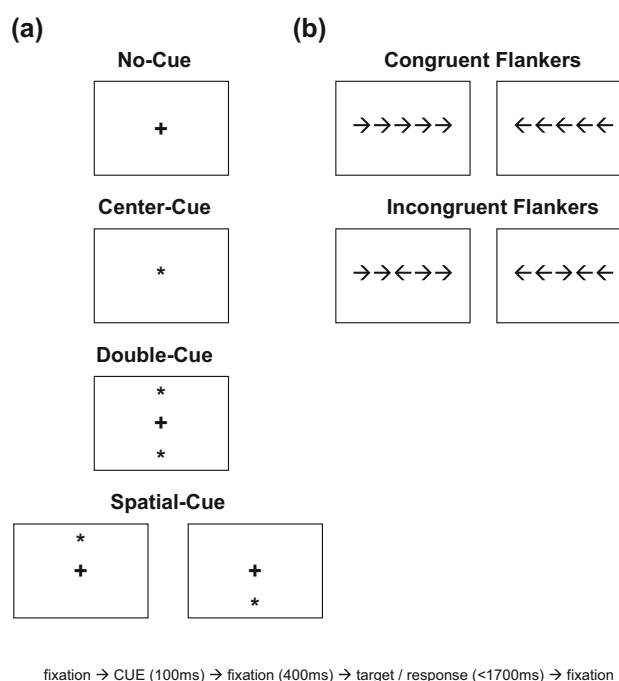 (a)
No-Cue
+
Center-Cue
*
Double-Cue
*
+
*
Spatial-Cue
*
+
+
*
(b)
Congruent Flankers
→→→→→ ←←←←←
Incongruent Flankers
→→←→→ ←←→←←
fixation → CUE (100ms) → fixation (400ms) → target / response (<1700ms) → fixation